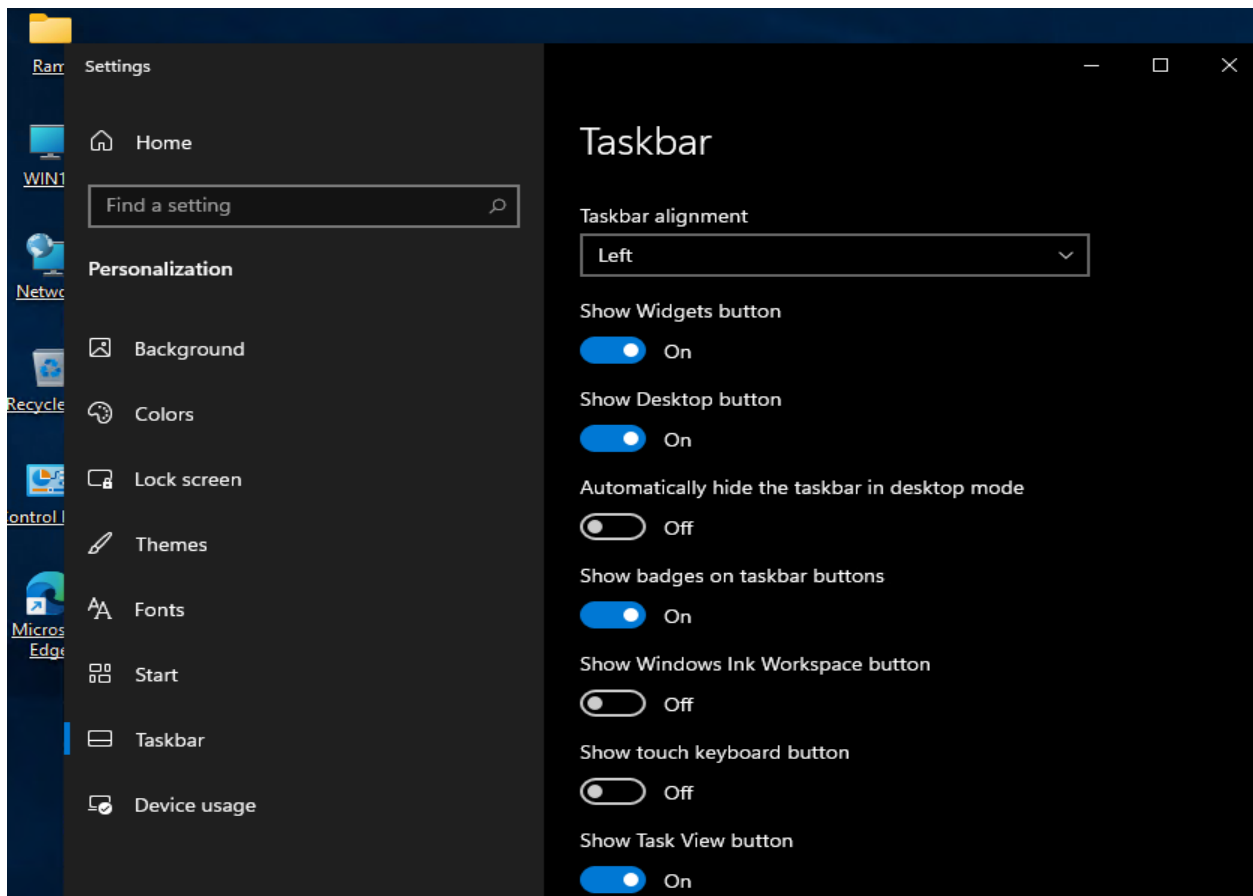 Ram
WIN1
Netwo
Recycle
ontrol
Micros
Edge
Settings
Home
Find a setting
Personalization
Background
Colors
Lock screen
Themes
Fonts
Start
Taskbar
Device usage
Taskbar
Taskbar alignment
Left
Show Widgets button
On
Show Desktop button
On
Automatically hide the taskbar in desktop mode
Off
Show badges on taskbar buttons
On
Show Windows Ink Workspace button
Off
Show touch keyboard button
Off
Show Task View button
On